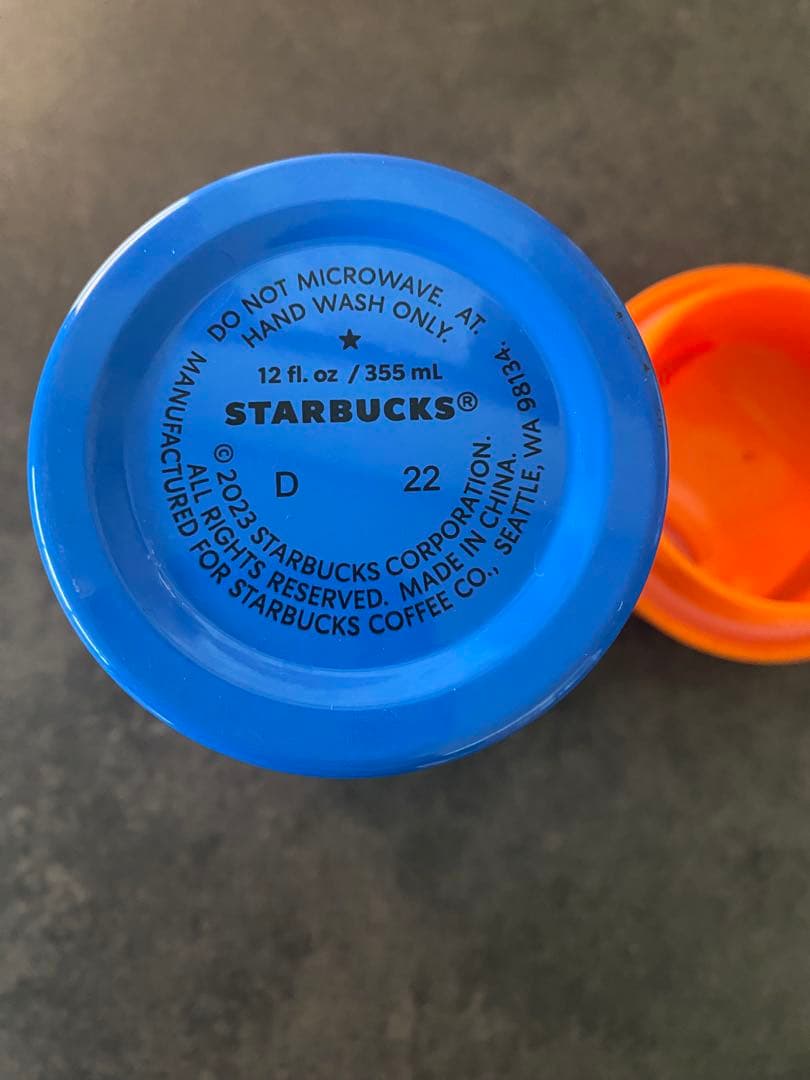 DO NOT MICROWAVE. AT.
HAND WASH ONLY.
12 fl. oz / 355 mL
STARBUCKS®
D 22
© 2023 STARBUCKS CORPORATION.
ALL RIGHTS RESERVED. MADE IN CHINA.
MANUFACTURED FOR STARBUCKS COFFEE CO., SEATTLE, WA 98134.